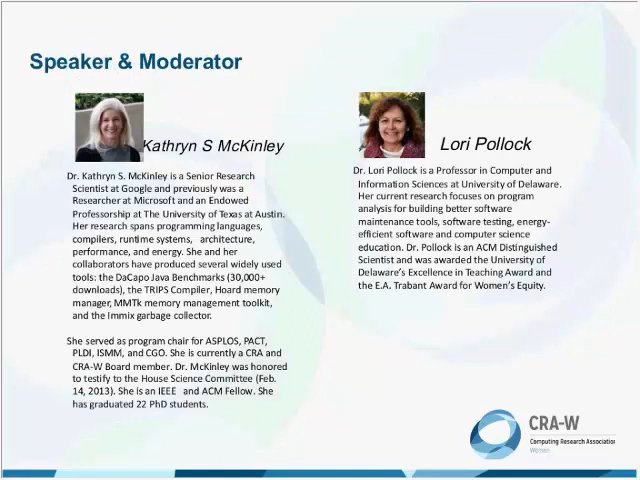 Speaker & Moderator
Kathryn S McKinley
Dr. Kathryn S. McKinley is a Senior Research
Scientist at Google and previously was a
Researcher at Microsoft and an Endowed
Professorship at The University of Texas at Austin.
Her research spans programming languages,
compilers, runtime systems, architecture,
performance, and energy. She and her
collaborators have produced several widely used
tools: the DaCapo Java Benchmarks (30,000+
downloads), the TRIPS Compiler, Hoard memory
manager, MMTk memory management toolkit,
and the Immix garbage collector.
She served as program chair for ASPLOS, PACT,
PLDI, ISMM, and CGO. She is currently a CRA and
CRA-W Board member. Dr. McKinley was honored
to testify to the House Science Committee (Feb.
14, 2013). She is an IEEE and ACM Fellow. She
has graduated 22 PhD students.
Lori Pollock
Dr. Lori Pollock is a Professor in Computer and
Information Sciences at University of Delaware.
Her current research focuses on program
analysis for building better software
maintenance tools, software testing, energy-
efficient software and computer science
education. Dr. Pollock is an ACM Distinguished
Scientist and was awarded the University of
Delaware's Excellence in Teaching Award and
the E.A. Trabant Award for Women's Equity.
CRA-W
Computing Research Association
Women